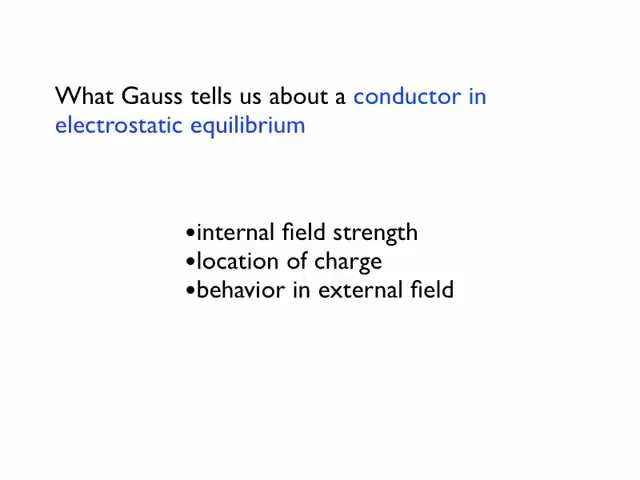 What Gauss tells us about a conductor in
electrostatic equilibrium
•internal field strength
•location of charge
•behavior in external field